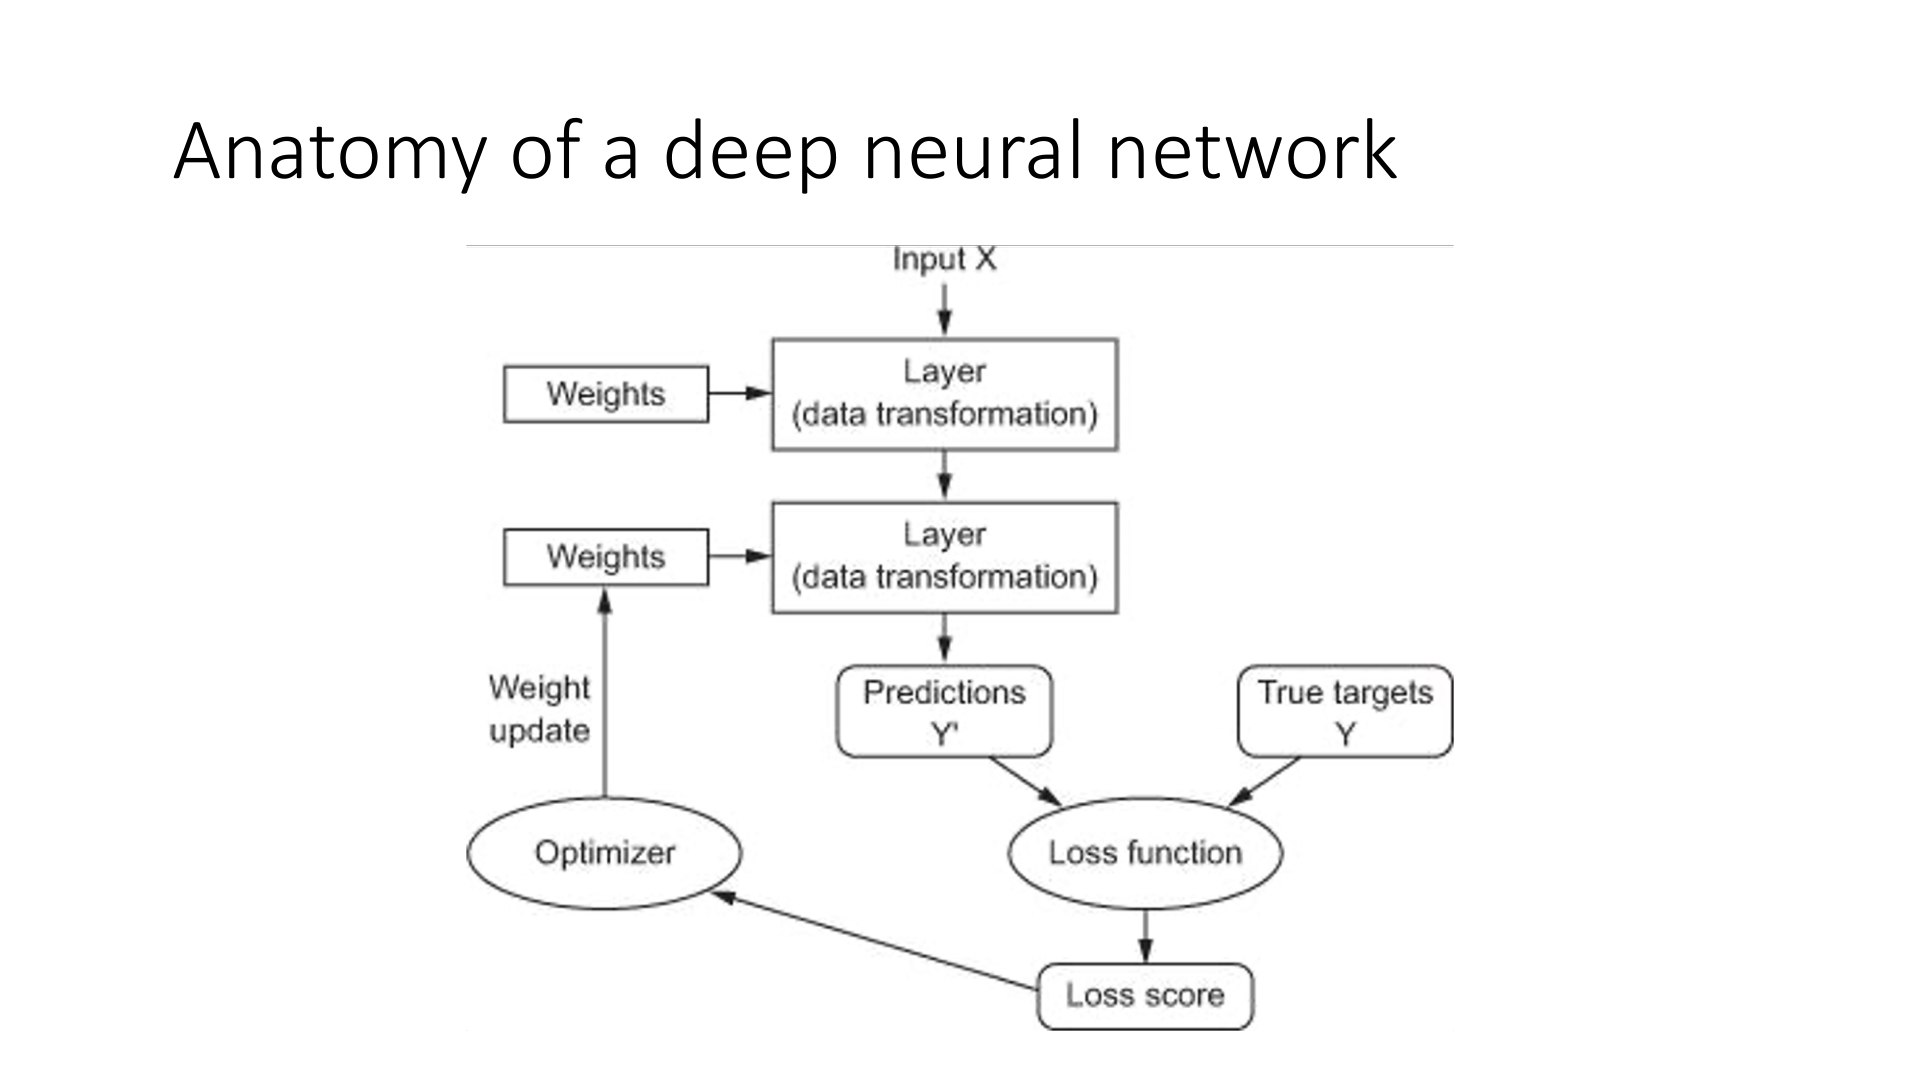 Anatomy of a deep neural network
Input X
Weights
Layer
(data transformation)
Weights
Layer
(data transformation)
Weight
update
Predictions
Y'
True targets
Y
Optimizer
Loss function
Loss score